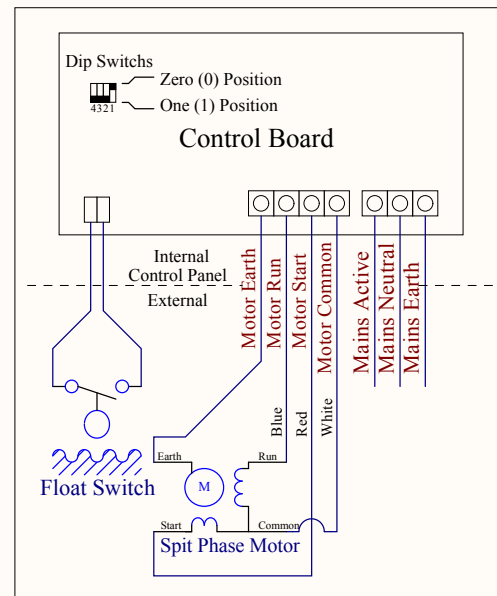 Dip Switchs
Zero (0) Position
4321
One (1) Position
Control Board
Internal
Control Panel
External
Motor Earth
Motor Run
Motor Start
Motor Common
Mains Active
Mains Neutral
Mains Earth
Blue
Red
White
Earth
Run
M
Float Switch
Start
Common
Spit Phase Motor